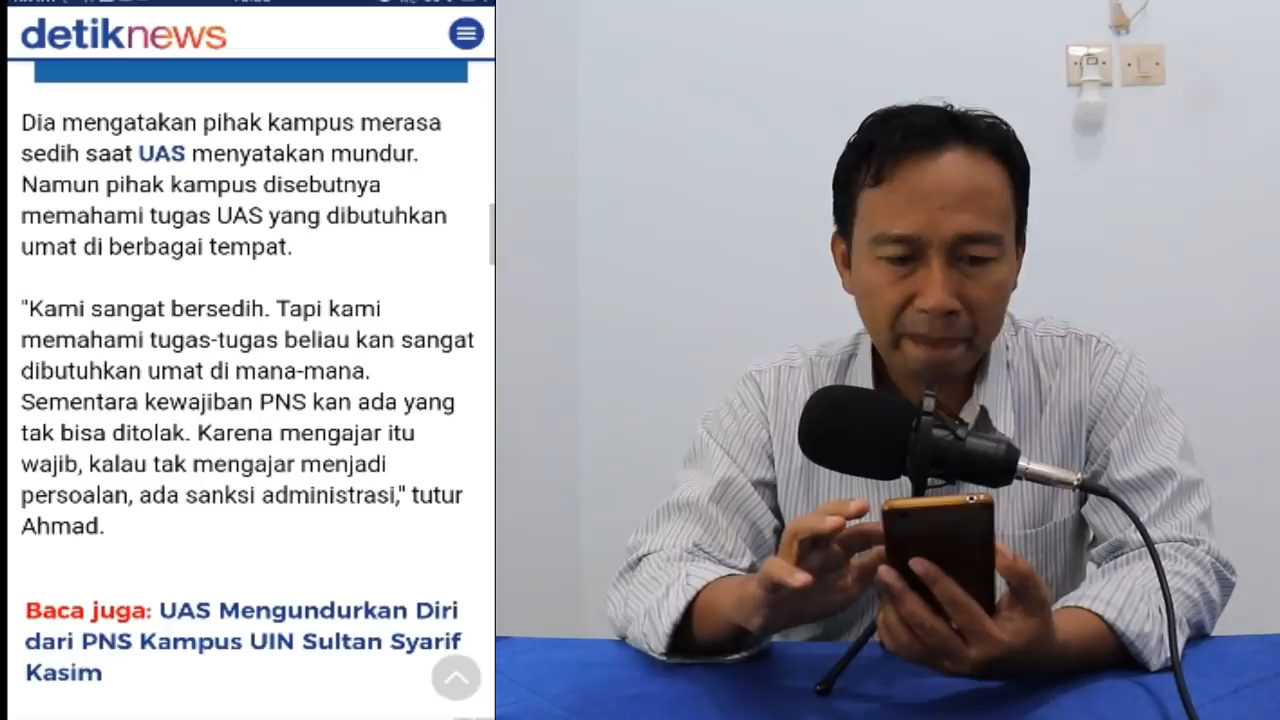 detiknews
Dia mengatakan pihak kampus merasa
sedih saat UAS menyatakan mundur.
Namun pihak kampus disebutnya
memahami tugas UAS yang dibutuhkan
umat di berbagai tempat.
"Kami sangat bersedih. Tapi kami
memahami tugas-tugas beliau kan sangat
dibutuhkan umat di mana-mana.
Sementara kewajiban PNS kan ada yang
tak bisa ditolak. Karena mengajar itu
wajib, kalau tak mengajar menjadi
persoalan, ada sanksi administrasi," tutur
Ahmad.
Baca juga: UAS Mengundurkan Diri
dari PNS Kampus UIN Sultan Syarif
Kasim